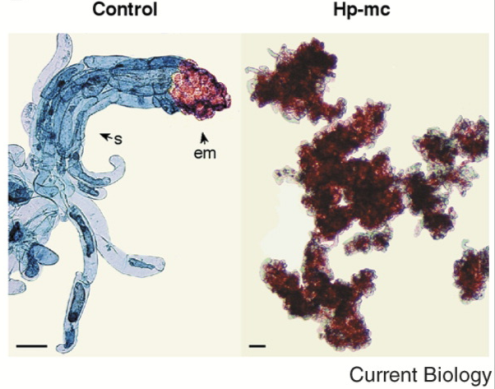 Control
Hp-mc
s
em
Current Biology